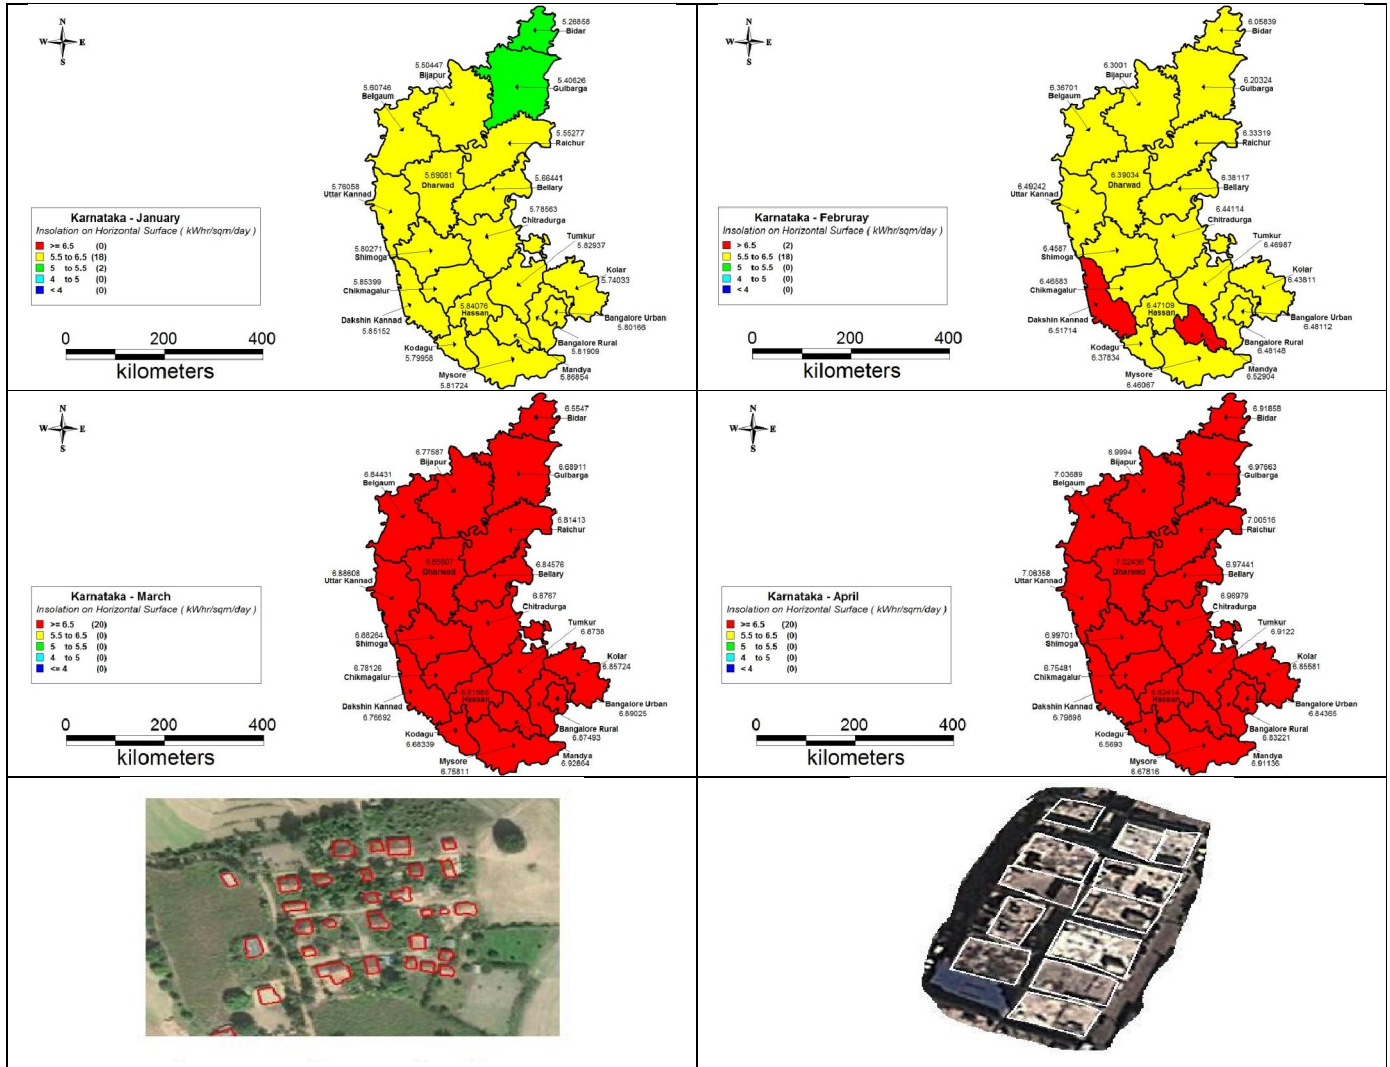 N
W E
S
5.26858
Bidar
5.50447
Bijapur
5.40626
Gulbarga
5.60746
Belgaum
5.55277
Raichur
5.69081
Dharwad
5.66441
Bellary
5.76058
Uttar Kannad
5.78563
Chitradurga
Tumkur
5.82937
Karnataka - January
Insolation on Horizontal Surface ( kWhr/sqm/day )
>= 6.5 (0)
5.5 to 6.5 (18)
5 to 5.5 (2)
4 to 5 (0)
< 4 (0)
5.80271
Shimoga
Kolar
5.74033
5.85399
Chikmagalur
5.84076
Hassan
Dakshin Kannad
5.85152
Bangalore Urban
5.80166
Bangalore Rural
5.81909
Kodagu
5.79958
Mandya
5.86854
Mysore
5.81724
0 200 400
kilometers
N
W E
S
6.05839
Bidar
6.3001
Bijapur
6.20324
Gulbarga
6.36701
Belgaum
6.33319
Raichur
6.39034
Dharwad
6.38117
Bellary
6.49242
Uttar Kannad
6.44114
Chitradurga
Tumkur
6.46987
Karnataka - Februray
Insolation on Horizontal Surface ( kWhr/sqm/day )
> 6.5 (2)
5.5 to 6.5 (18)
5 to 5.5 (0)
4 to 5 (0)
< 4 (0)
6.4587
Shimoga
Kolar
6.43811
6.46583
Chikmagalur
6.47109
Hassan
Dakshin Kannad
6.51714
Bangalore Urban
6.48112
Bangalore Rural
6.48148
Kodagu
6.37834
Mandya
6.52904
Mysore
6.46067
0 200 400
kilometers
N
W E
S
6.5547
Bidar
6.77587
Bijapur
6.68911
Gulbarga
6.84431
Belgaum
6.81413
Raichur
Dharwad
6.84576
Bellary
6.88608
Uttar Kannad
6.8767
Chitradurga
Tumkur
6.8738
Karnataka - March
Insolation on Horizontal Surface ( kWhr/sqm/day )
>= 6.5 (20)
5.5 to 6.5 (0)
5 to 5.5 (0)
4 to 5 (0)
<= 4 (0)
6.88264
Shimoga
Kolar
6.85724
6.78126
Chikmagalur
Hassan
Dakshin Kannad
6.76692
Bangalore Urban
6.89025
Bangalore Rural
6.87493
Kodagu
6.68339
Mandya
6.92864
Mysore
6.75811
0 200 400
kilometers
N
W E
S
6.91858
Bidar
6.9994
Bijapur
6.97663
Gulbarga
7.03689
Belgaum
7.00516
Raichur
7.02436
Dharwad
6.97441
Bellary
7.06358
Uttar Kannad
6.96979
Chitradurga
Tumkur
6.9122
Karnataka - April
Insolation on Horizontal Surface ( kWhr/sqm/day )
>= 6.5 (20)
5.5 to 6.5 (0)
5 to 5.5 (0)
4 to 5 (0)
< 4 (0)
6.99701
Shimoga
Kolar
6.85581
6.75481
Chikmagalur
Hassan
Dakshin Kannad
6.79898
Bangalore Urban
6.84365
Bangalore Rural
6.83221
Kodagu
6.5693
Mandya
6.91136
Mysore
6.67816
0 200 400
kilometers